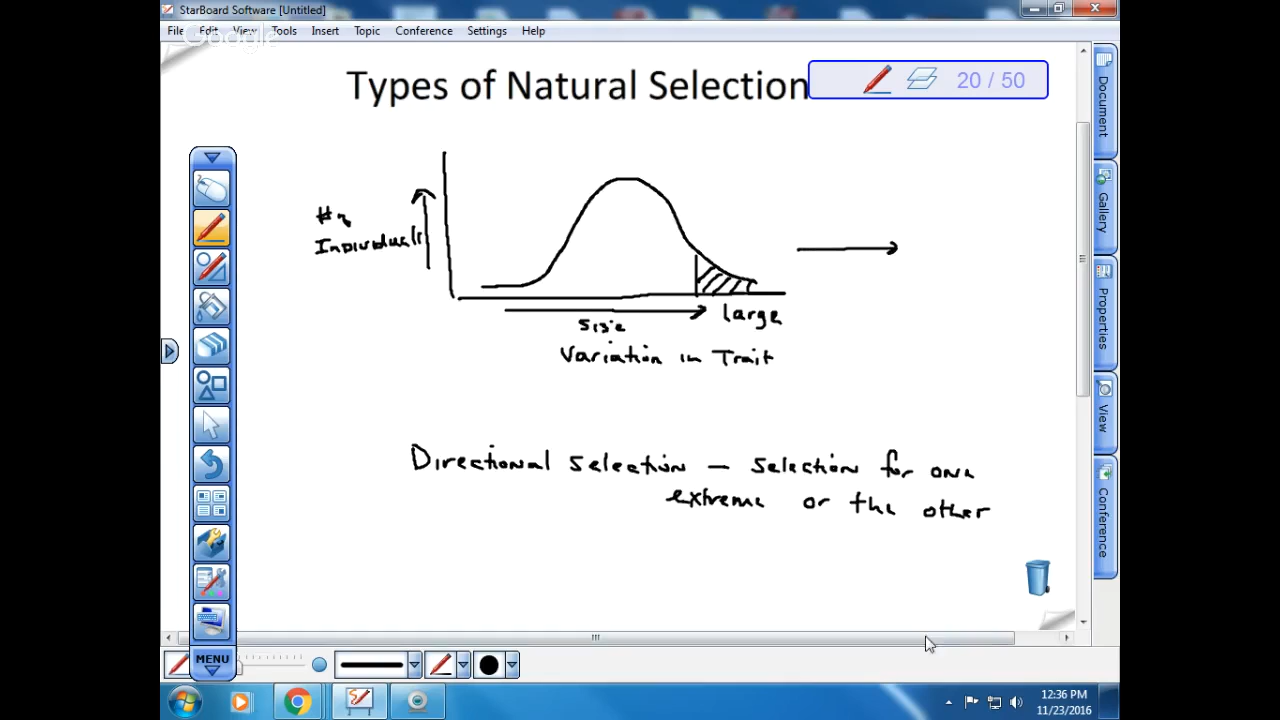 StarBoard Software [Untitled]
File Edit View Tools Insert Topic Conference Settings Help
Google
Types of Natural Selection
20 / 50
Individuals
large
size
Variation in Trait
Directional Selection – Selection for one
extreme or the other
Document
Gallery
Properties
View
Conference
MENU
12:36 PM
11/23/2016